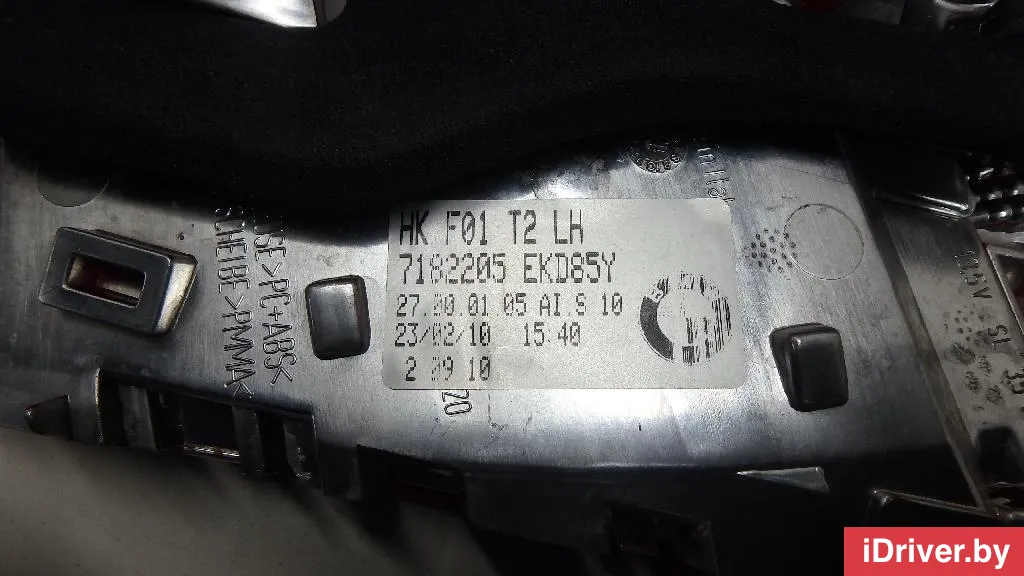 HK F01 T2 LH
7182205 EKD85Y
27.00.01.05 AI.S 10
23/02/10 15:40
2 09 10
>PC+ABS<
SCHEIBE>PMMA<
iDriver.by